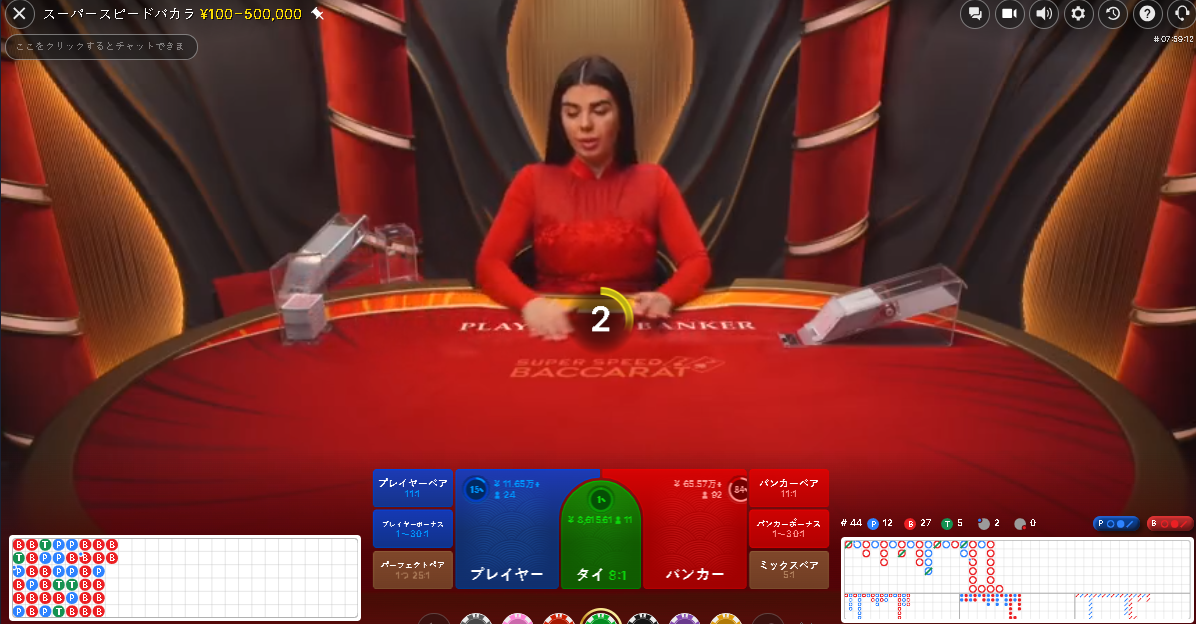 スーパースピードバカラ ¥100–500,000
ここをクリックするとチャットできま
# 07:59:12
2
BANKER
SUPER SPEED
BACCARAT
プレイヤーペア
11:1
プレイヤーボーナス
1～30:1
パーフェクトペア
1つ 25:1
15%
¥ 11.65万
24
プレイヤー
1%
¥ 3,615.61 11
タイ 8:1
¥ 65.57万
92
84%
バンカー
バンカーペア
11:1
バンカーボーナス
1～30:1
ミックスペア
5:1
# 44 P 12 B 27 T 5 2 0
P
B
B B T P P B B B
T B P P B B B B
P B B P P B P
B P B T T B B
B B B B P B B
P B P T B B B